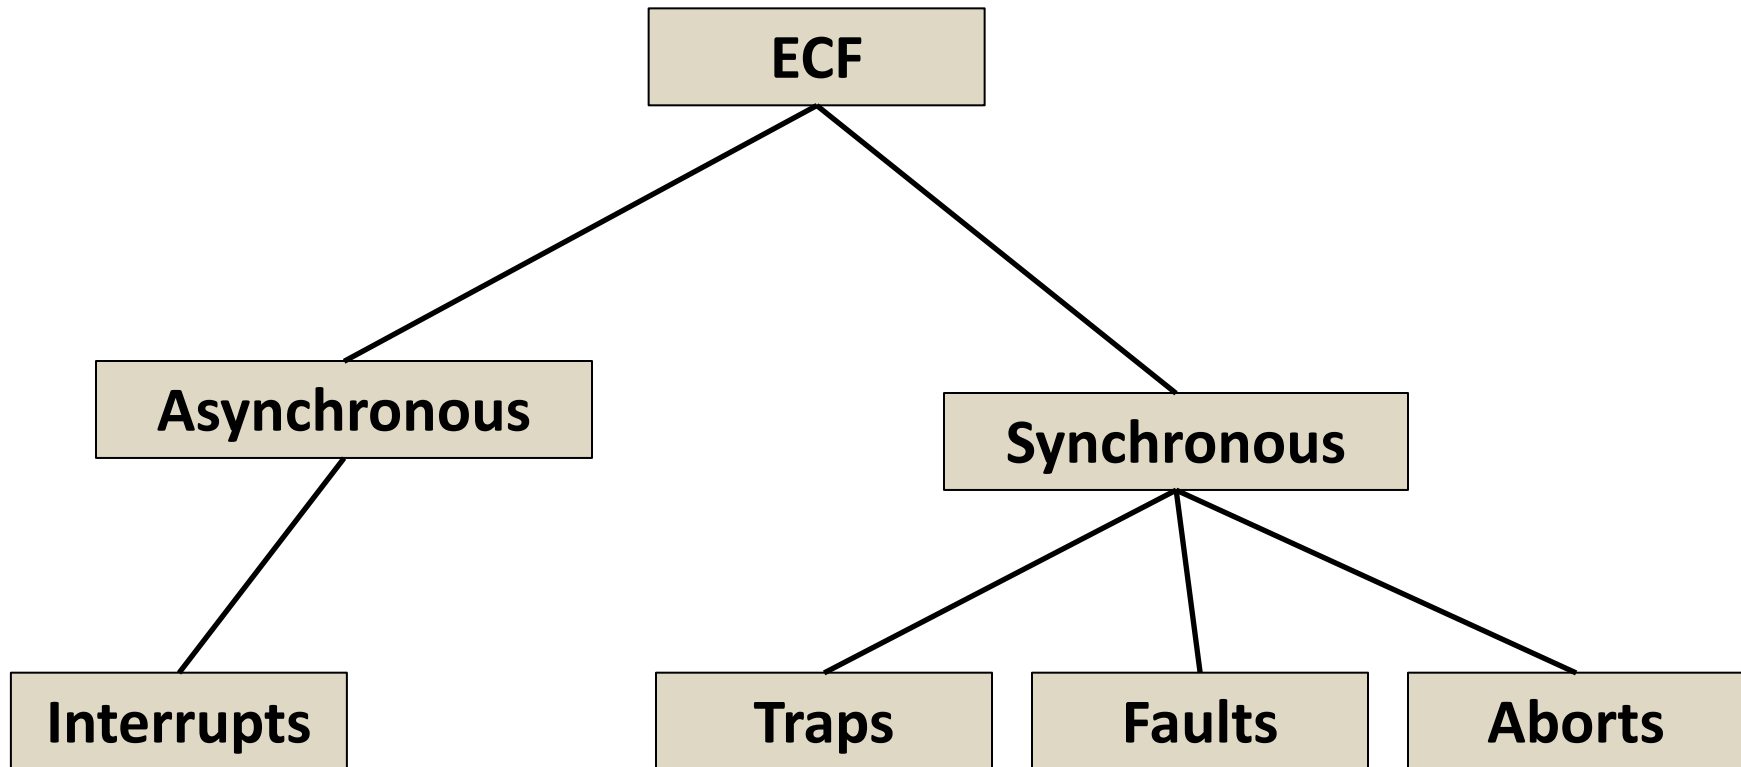 ECF
Asynchronous
Synchronous
Interrupts
Traps
Faults
Aborts